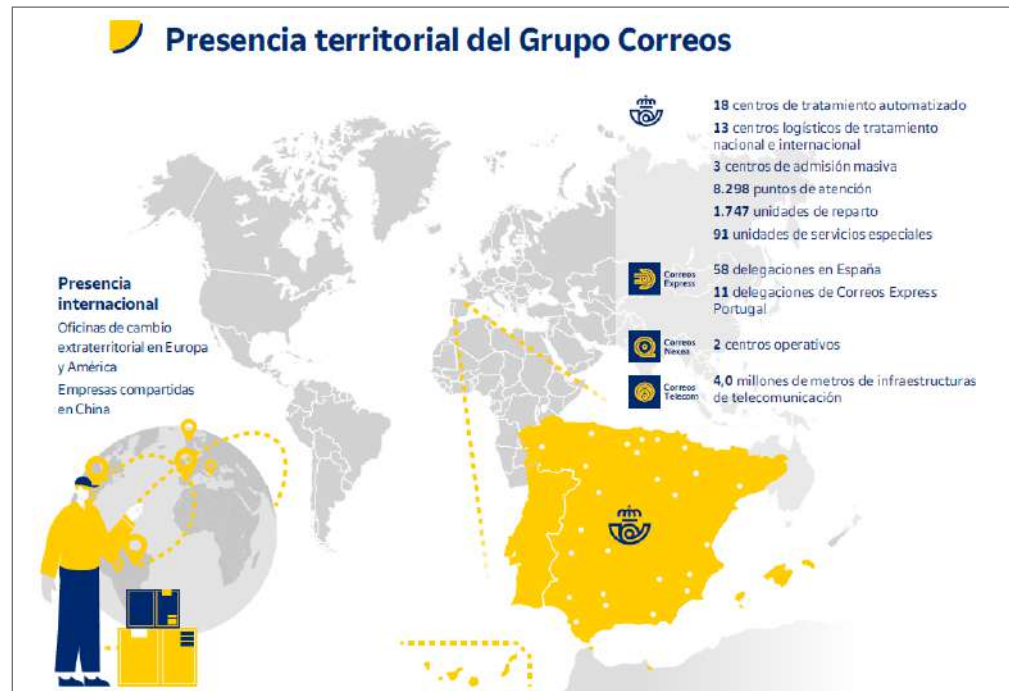 Presencia territorial del Grupo Correos
18 centros de tratamiento automatizado
13 centros logísticos de tratamiento
nacional e internacional
3 centros de admisión masiva
8.298 puntos de atención
1.747 unidades de reparto
91 unidades de servicios especiales
Correos
Express
58 delegaciones en España
11 delegaciones de Correos Express
Portugal
Correos
Nexea
2 centros operativos
Correos
Telecom
4,0 millones de metros de infraestructuras
de telecomunicación
Presencia
internacional
Oficinas de cambio
extraterritorial en Europa
y América
Empresas compartidas
en China